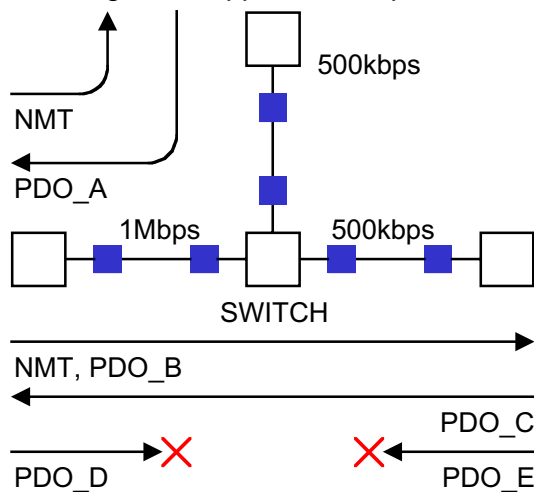 500kbps
NMT
PDO_A
1Mbps
500kbps
SWITCH
NMT, PDO_B
PDO_C
PDO_D
PDO_E